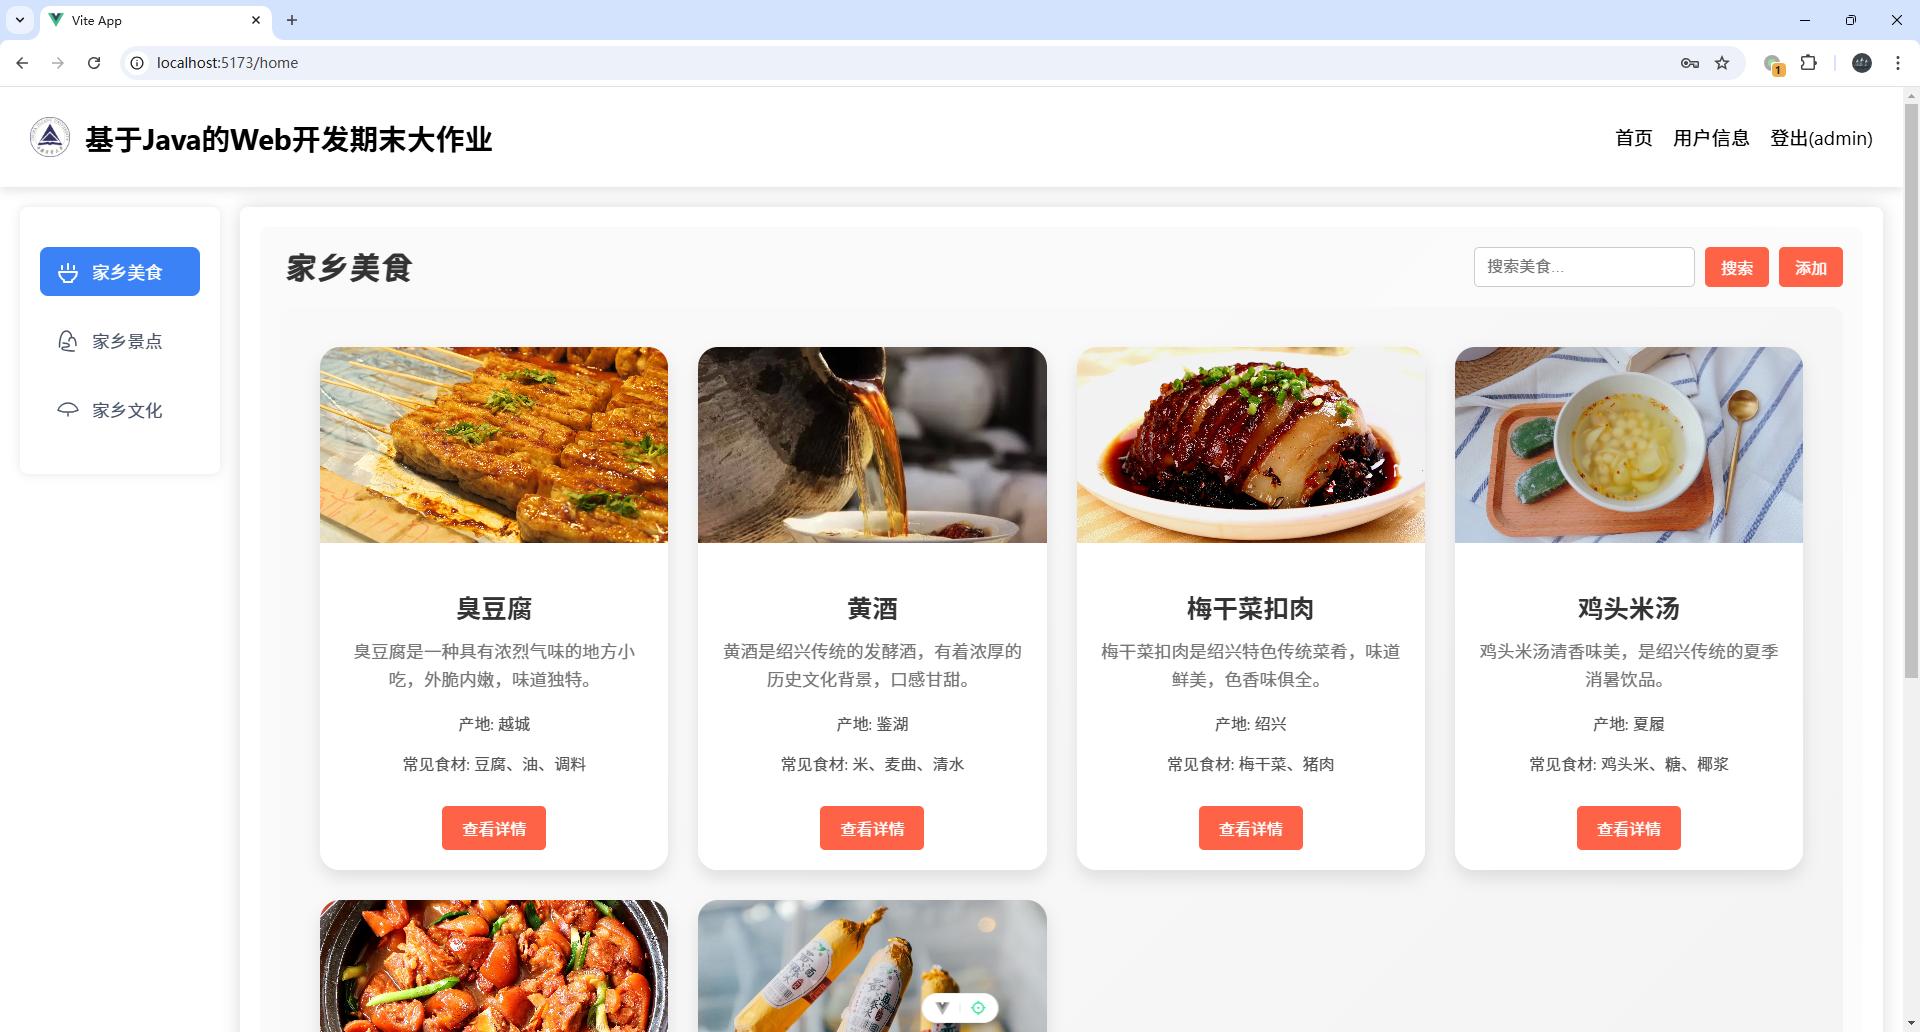 Vite App
localhost:5173/home
1
基于Java的Web开发期末大作业
首页
用户信息
登出(admin)
家乡美食
家乡景点
家乡文化
家乡美食
搜索美食...
搜索
添加
臭豆腐
臭豆腐是一种具有浓烈气味的地方小
吃，外脆内嫩，味道独特。
产地: 越城
常见食材: 豆腐、油、调料
查看详情
黄酒
黄酒是绍兴传统的发酵酒，有着浓厚的
历史文化背景，口感甘甜。
产地: 鉴湖
常见食材: 米、麦曲、清水
查看详情
梅干菜扣肉
梅干菜扣肉是绍兴特色传统菜肴，味道
鲜美，色香味俱全。
产地: 绍兴
常见食材: 梅干菜、猪肉
查看详情
鸡头米汤
鸡头米汤清香味美，是绍兴传统的夏季
消暑饮品。
产地: 夏履
常见食材: 鸡头米、糖、椰浆
查看详情